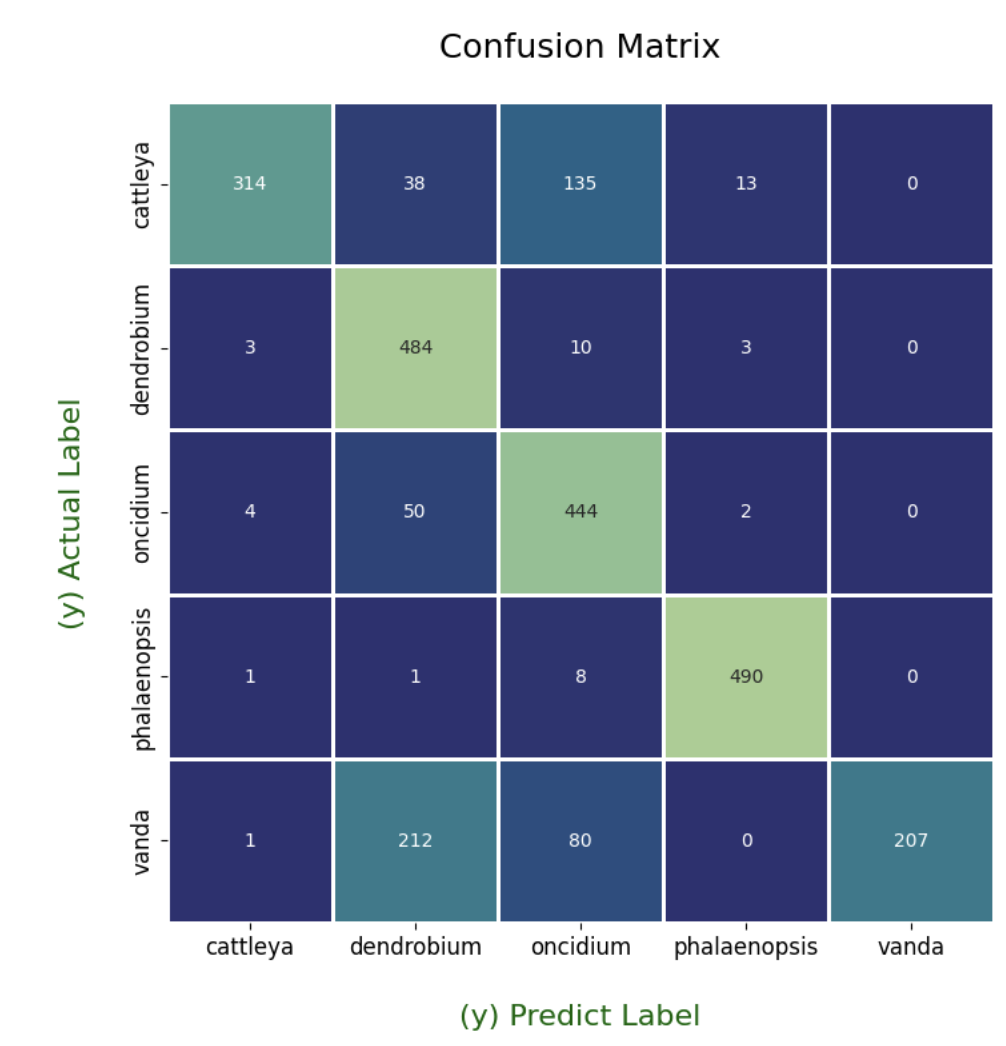 Confusion Matrix
cattleya
314 38 135 13 0
dendrobium
3 484 10 3 0
oncidium
4 50 444 2 0
phalaenopsis
1 1 8 490 0
vanda
1 212 80 0 207
(y) Actual Label
cattleya dendrobium oncidium phalaenopsis vanda
(y) Predict Label